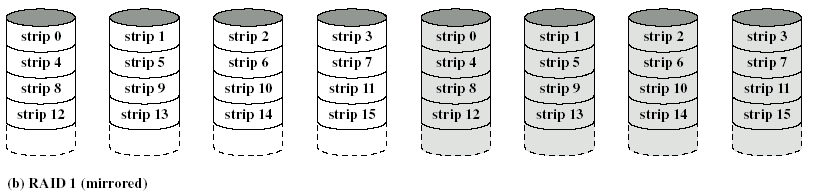 strip 0 strip 1 strip 2 strip 3 strip 0 strip 1 strip 2 strip 3
strip 4 strip 5 strip 6 strip 7 strip 4 strip 5 strip 6 strip 7
strip 8 strip 9 strip 10 strip 11 strip 8 strip 9 strip 10 strip 11
strip 12 strip 13 strip 14 strip 15 strip 12 strip 13 strip 14 strip 15
(b) RAID 1 (mirrored)